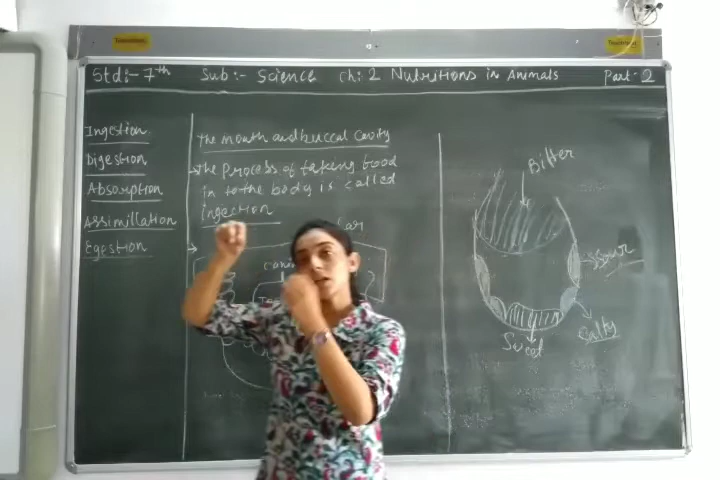 Std:- 7th Sub:- Science Ch: 2 Nutritions in Animals Part-2
Ingestion
Digestion
Absorption
Assimillation
Egestion
The mouth and buccal Cavity
The process of taking food
in to the body is called
ingestion
Bitter
Sour
Salty
Sweet